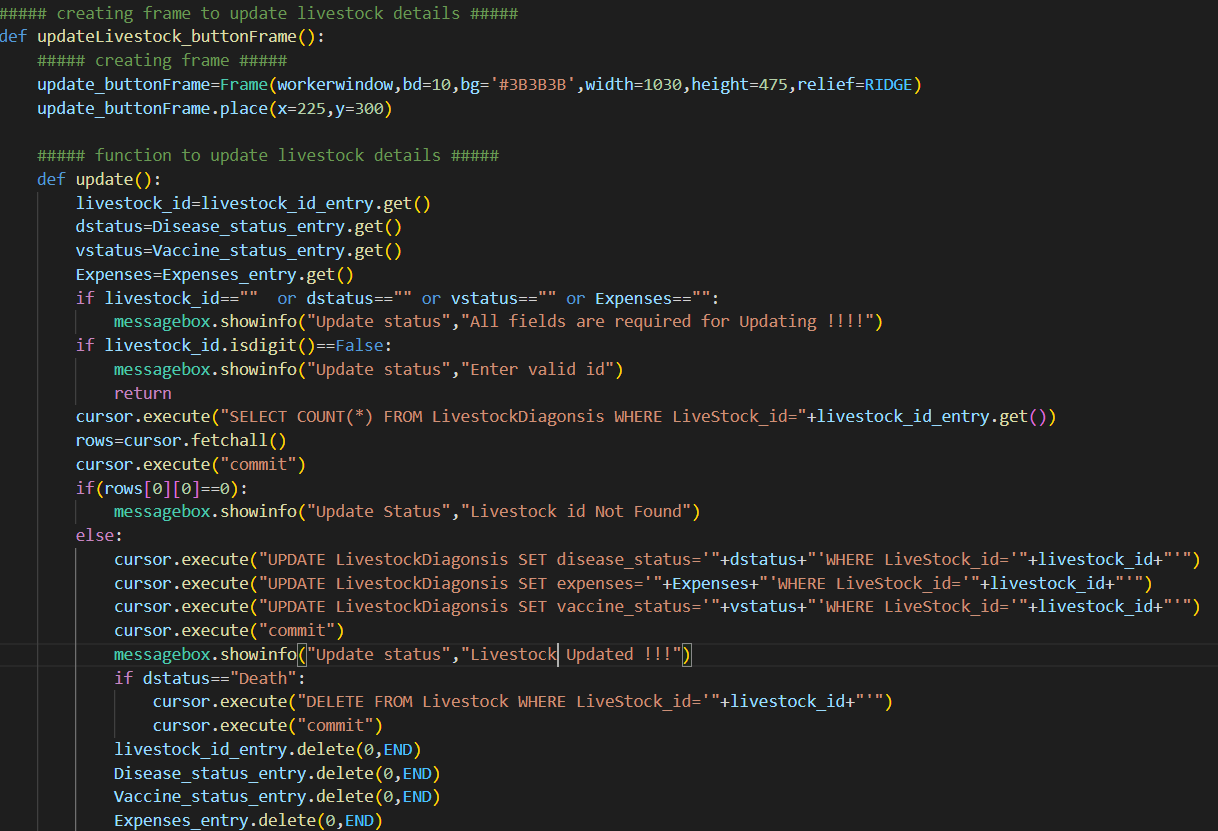 ##### creating frame to update livestock details #####
def updateLivestock_buttonFrame():
    ##### creating frame #####
    update_buttonFrame=Frame(workerwindow,bd=10,bg='#3B3B3B',width=1030,height=475,relief=RIDGE)
    update_buttonFrame.place(x=225,y=300)

    ##### function to update livestock details #####
    def update():
        livestock_id=livestock_id_entry.get()
        dstatus=Disease_status_entry.get()
        vstatus=Vaccine_status_entry.get()
        Expenses=Expenses_entry.get()
        if livestock_id==""  or dstatus=="" or vstatus=="" or Expenses=="":
            messagebox.showinfo("Update status","All fields are required for Updating !!!!")
        if livestock_id.isdigit()==False:
            messagebox.showinfo("Update status","Enter valid id")
            return
        cursor.execute("SELECT COUNT(*) FROM LivestockDiagonsis WHERE LiveStock_id="+livestock_id_entry.get())
        rows=cursor.fetchall()
        cursor.execute("commit")
        if(rows[0][0]==0):
            messagebox.showinfo("Update Status","Livestock id Not Found")
        else:
            cursor.execute("UPDATE LivestockDiagonsis SET disease_status='"+dstatus+"'WHERE LiveStock_id='"+livestock_id+"'")
            cursor.execute("UPDATE LivestockDiagonsis SET expenses='"+Expenses+"'WHERE LiveStock_id='"+livestock_id+"'")
            cursor.execute("UPDATE LivestockDiagonsis SET vaccine_status='"+vstatus+"'WHERE LiveStock_id='"+livestock_id+"'")
            cursor.execute("commit")
            messagebox.showinfo("Update status","Livestock Updated !!!")
            if dstatus=="Death":
                cursor.execute("DELETE FROM Livestock WHERE LiveStock_id='"+livestock_id+"'")
                cursor.execute("commit")
            livestock_id_entry.delete(0,END)
            Disease_status_entry.delete(0,END)
            Vaccine_status_entry.delete(0,END)
            Expenses_entry.delete(0,END)